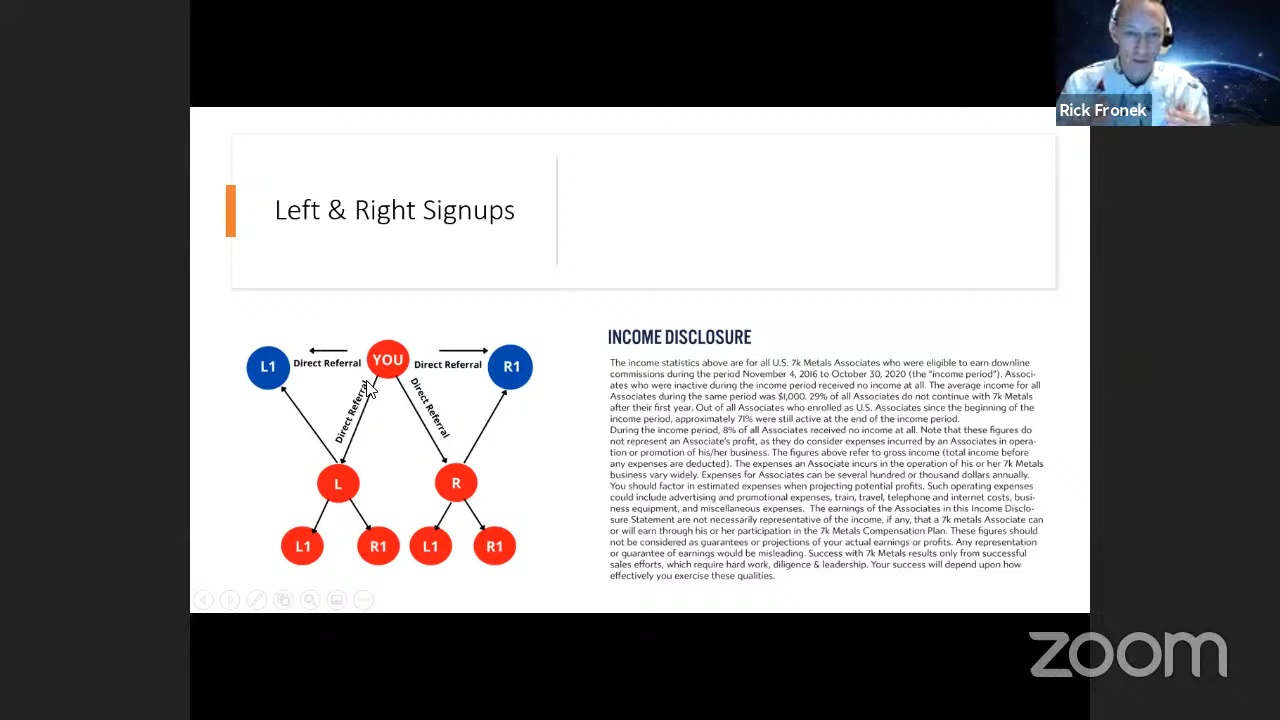 Rick Fronek
Left & Right Signups
L1
Direct Referral
YOU
Direct Referral
R1
Direct Referral
Direct Referral
L
R
L1
R1
L1
R1
INCOME DISCLOSURE
The income statistics above are for all U.S. 7k Metals Associates who were eligible to earn downline
commissions during the period November 4, 2016 to October 30, 2020 (the "income period"). Associ-
ates who were inactive during the income period received no income at all. The average income for all
Associates during the same period was $1,000. 29% of all Associates do not continue with 7k Metals
after their first year. Out of all Associates who enrolled as U.S. Associates since the beginning of the
income period, approximately 71% were still active at the end of the income period.
During the income period, 8% of all Associates received no income at all. Note that these figures do
not represent an Associate's profit, as they do consider expenses incurred by an Associates in opera-
tion or promotion of his/her business. The figures above refer to gross income (total income before
any expenses are deducted). The expenses an Associate incurs in the operation of his or her 7k Metals
business vary widely. Expenses for Associates can be several hundred or thousand dollars annually.
You should factor in estimated expenses when projecting potential profits. Such operating expenses
could include advertising and promotional expenses, train, travel, telephone and internet costs, busi-
ness equipment, and miscellaneous expenses. The earnings of the Associates in this Income Disclo-
sure Statement are not necessarily representative of the income, if any, that a 7k metals Associate can
or will earn through his or her participation in the 7k Metals Compensation Plan. These figures should
not be considered as guarantees or projections of your actual earnings or profits. Any representation
or guarantee of earnings would be misleading. Success with 7k Metals results only from successful
sales efforts, which require hard work, diligence & leadership. Your success will depend upon how
effectively you exercise these qualities.
zoom